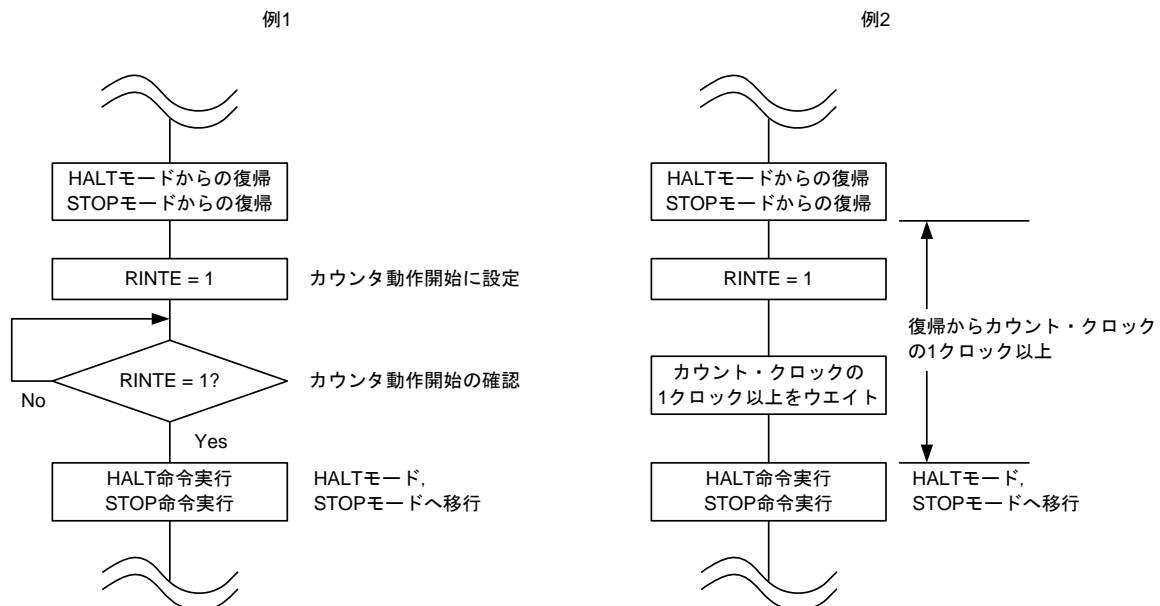 例1
HALTモードからの復帰
STOPモードからの復帰
RINTE = 1
カウンタ動作開始に設定
RINTE = 1?
カウンタ動作開始の確認
No
Yes
HALT命令実行
STOP命令実行
HALTモード,
STOPモードへ移行
例2
HALTモードからの復帰
STOPモードからの復帰
RINTE = 1
復帰からカウント・クロック
の1クロック以上
カウント・クロックの
1クロック以上をウエイト
HALT命令実行
STOP命令実行
HALTモード,
STOPモードへ移行